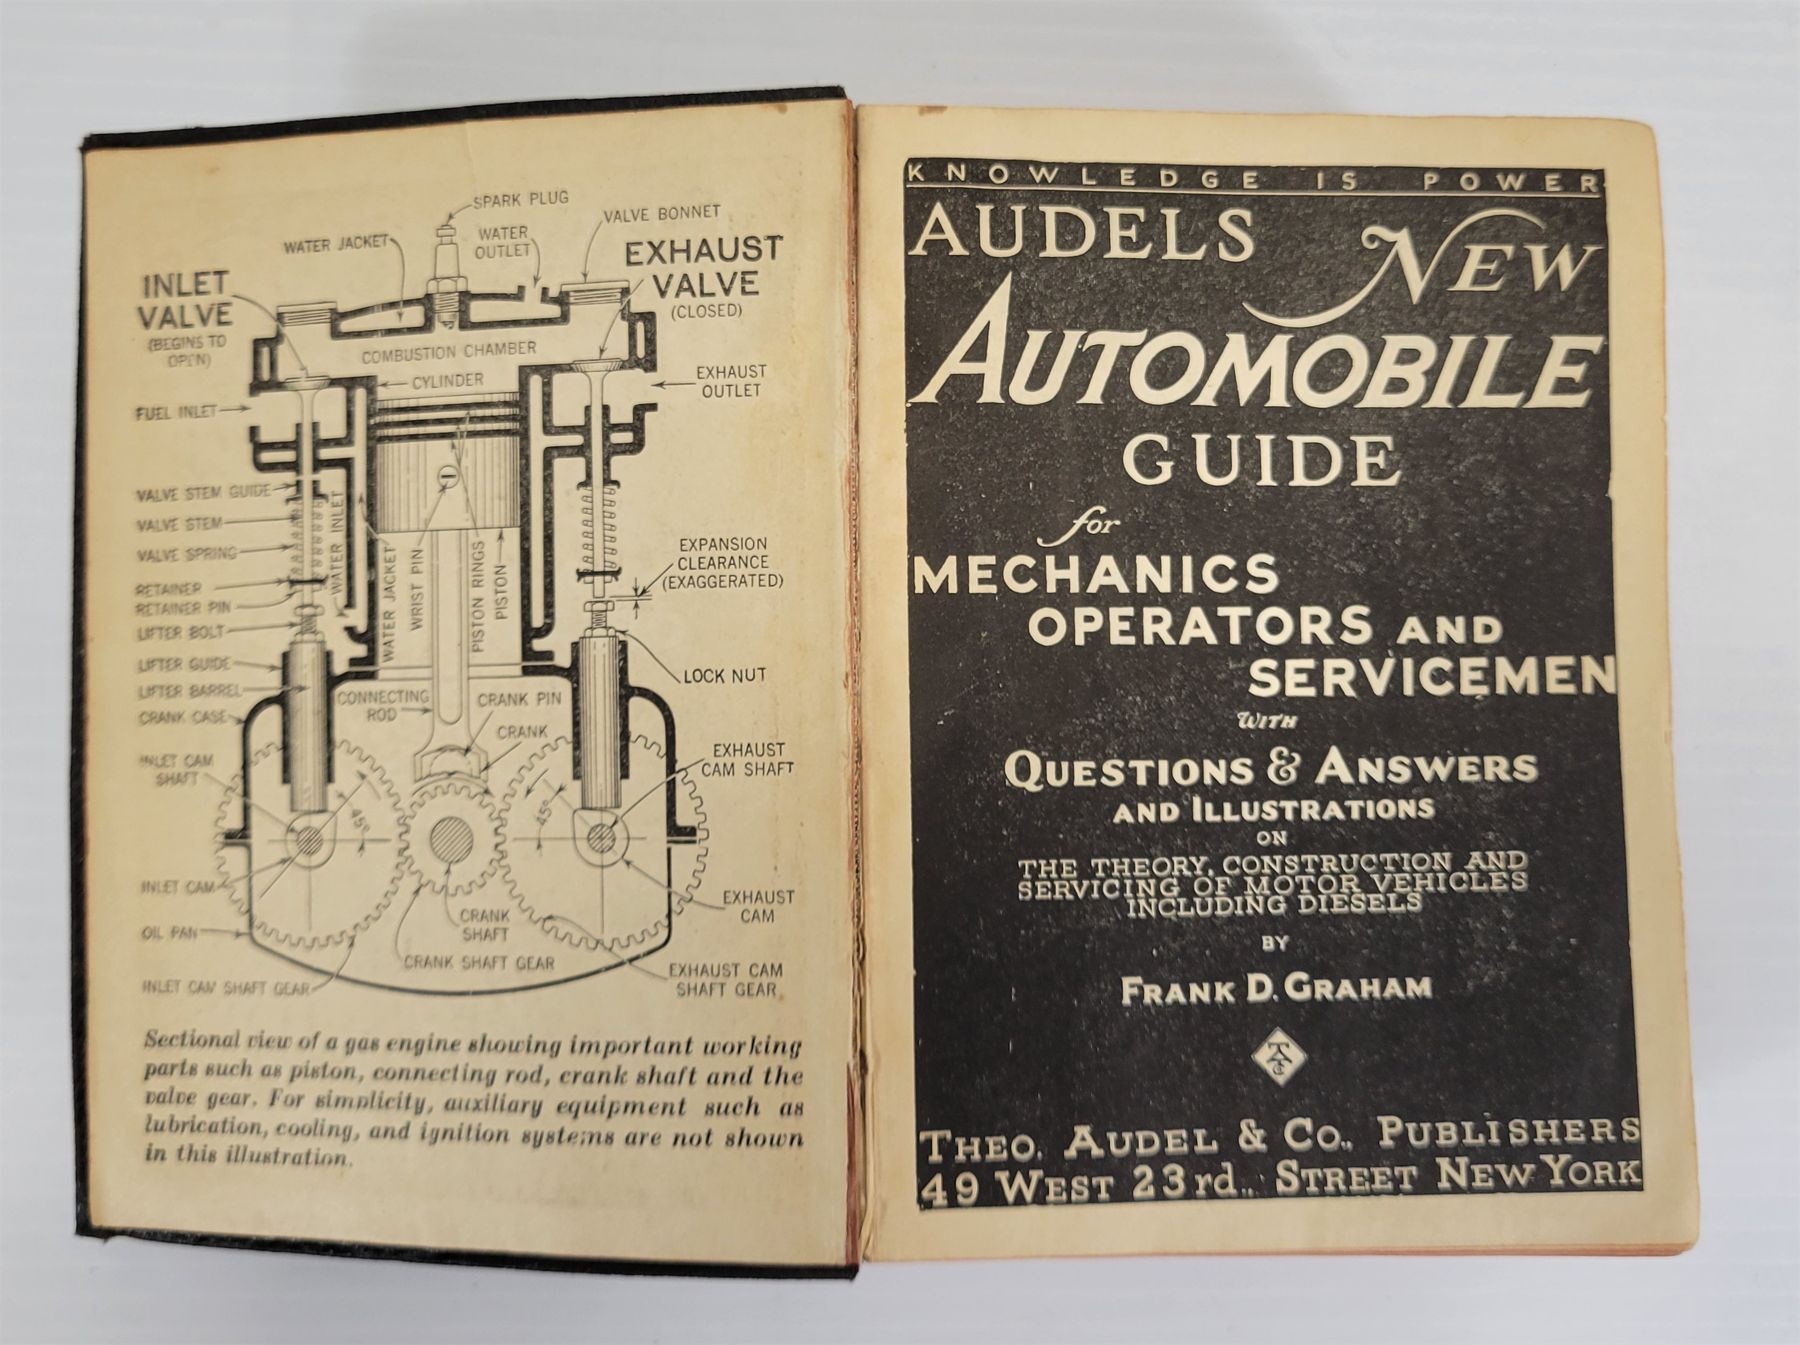 SPARK PLUG
VALVE BONNET
WATER JACKET
WATER
OUTLET
EXHAUST
VALVE
(CLOSED)
INLET
VALVE
(BEGINS TO
OPEN)
COMBUSTION CHAMBER
CYLINDER
EXHAUST
OUTLET
FUEL INLET
VALVE STEM GUIDE
VALVE STEM
VALVE SPRING
RETAINER
RETAINER PIN
LIFTER BOLT
LIFTER GUIDE
LIFTER BARREL
CRANK CASE
WATER INLET
WATER JACKET
WRIST PIN
PISTON RINGS
PISTON
EXPANSION
CLEARANCE
(EXAGGERATED)
LOCK NUT
CONNECTING
ROD
CRANK PIN
CRANK
INLET CAM
SHAFT
EXHAUST
CAM SHAFT
45°
45°
INLET CAM
EXHAUST
CAM
CRANK
SHAFT
OIL PAN
CRANK SHAFT GEAR
INLET CAM SHAFT GEAR
EXHAUST CAM
SHAFT GEAR
Sectional view of a gas engine showing important working
parts such as piston, connecting rod, crank shaft and the
valve gear. For simplicity, auxiliary equipment such as
lubrication, cooling, and ignition systems are not shown
in this illustration.
KNOWLEDGE IS POWER
AUDELS
NEW
AUTOMOBILE
GUIDE
for
MECHANICS
OPERATORS AND
SERVICEMEN
WITH
QUESTIONS & ANSWERS
AND ILLUSTRATIONS
ON
THE THEORY, CONSTRUCTION AND
SERVICING OF MOTOR VEHICLES
INCLUDING DIESELS
BY
FRANK D. GRAHAM
THEO. AUDEL & CO., PUBLISHERS
49 WEST 23rd., STREET NEW YORK